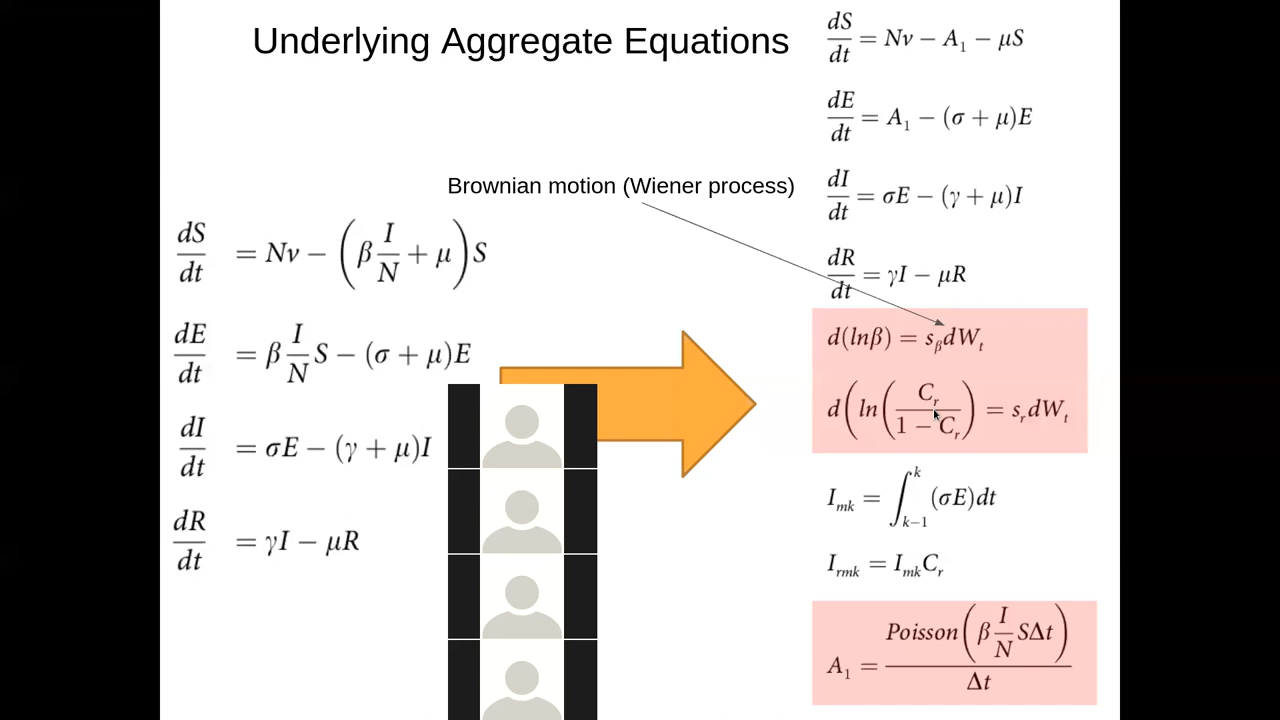 Underlying Aggregate Equations
Brownian motion (Wiener process)
dS/dt = Nν − (β I/N + μ)S
dE/dt = β I/N S − (σ + μ)E
dI/dt = σE − (γ + μ)I
dR/dt = γI − μR
dS/dt = Nν − A₁ − μS
dE/dt = A₁ − (σ + μ)E
dI/dt = σE − (γ + μ)I
dR/dt = γI − μR
d(lnβ) = s_β dW_t
d(ln(C_r/(1 − C_r))) = s_r dW_t
I_mk = ∫_{k−1}^{k} (σE)dt
I_rmk = I_mk C_r
A₁ = Poisson(β I/N SΔt)/Δt